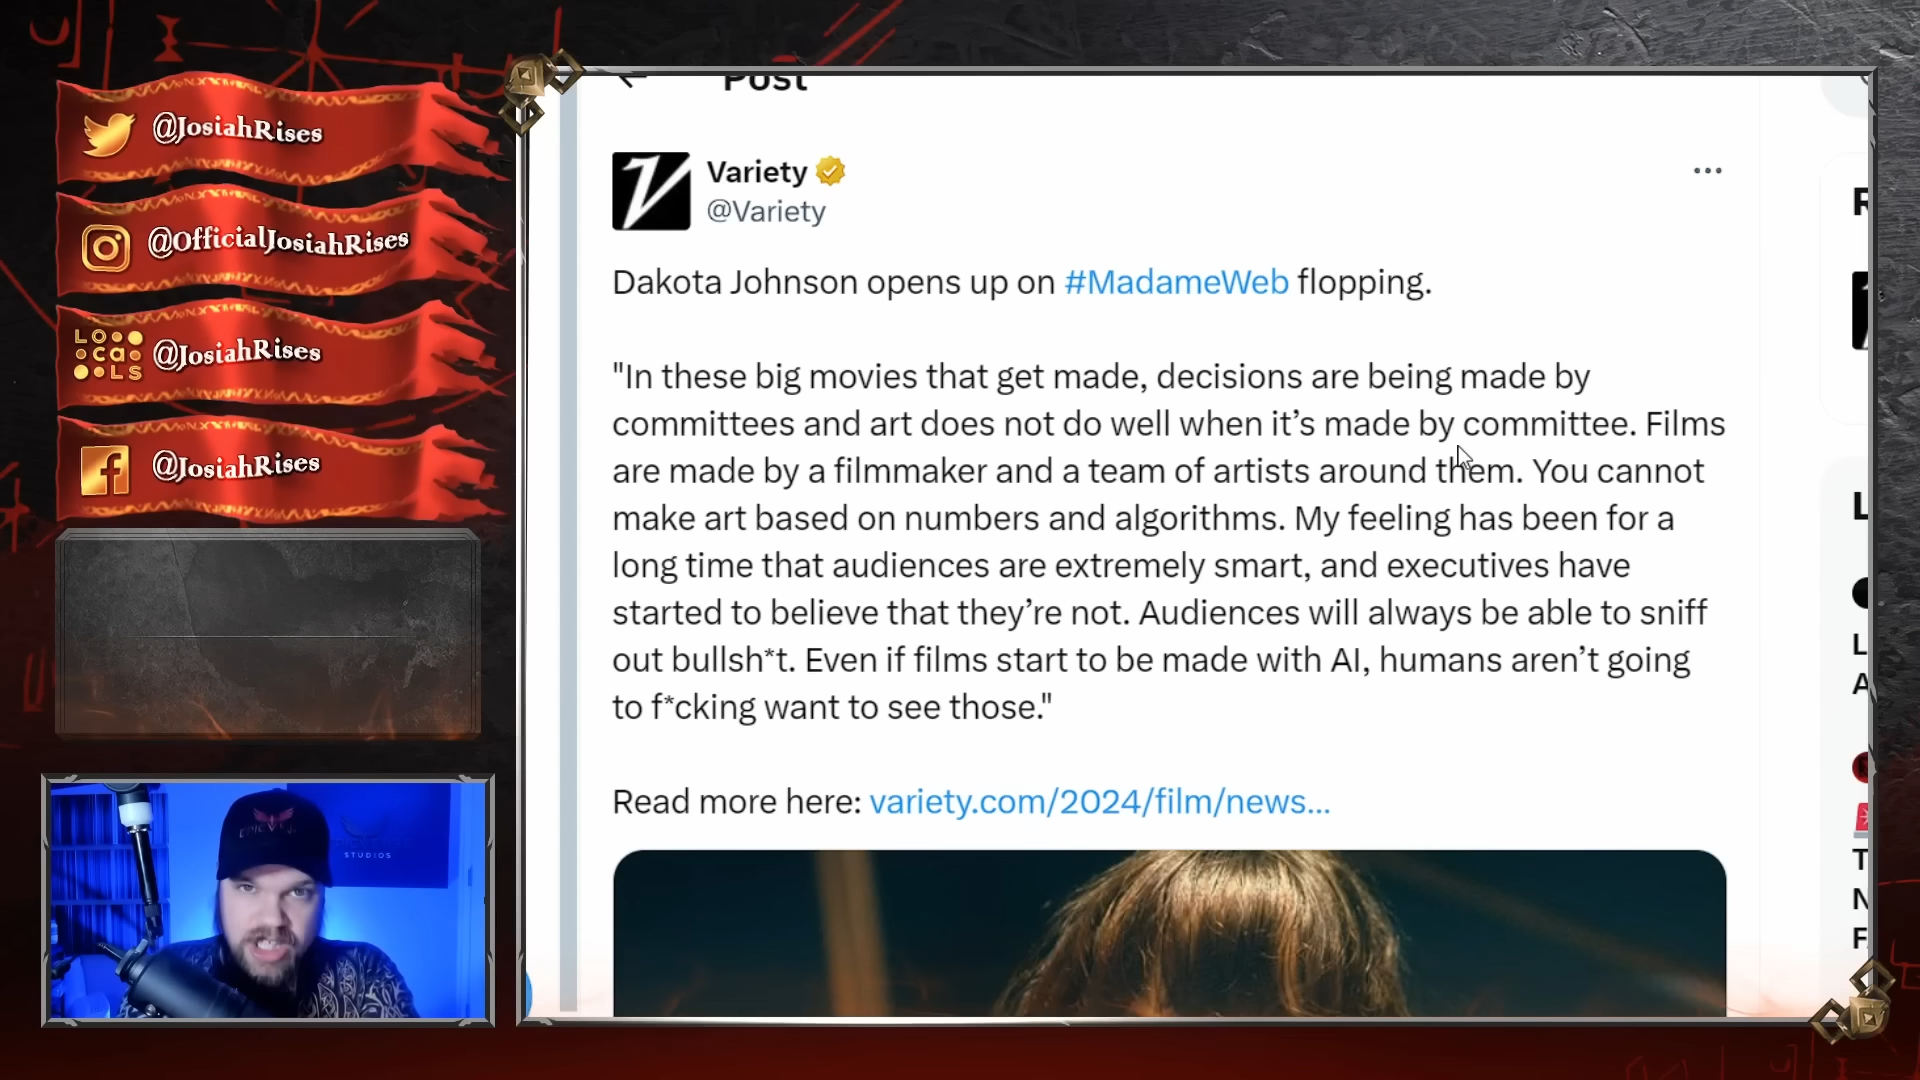 @JosiahRises
@OfficialJosiahRises
LOcaLS
@JosiahRises
@JosiahRises
STUDIOS
Post
Variety
@Variety
Dakota Johnson opens up on #MadameWeb flopping.
"In these big movies that get made, decisions are being made by
committees and art does not do well when it’s made by committee. Films
are made by a filmmaker and a team of artists around them. You cannot
make art based on numbers and algorithms. My feeling has been for a
long time that audiences are extremely smart, and executives have
started to believe that they’re not. Audiences will always be able to sniff
out bullsh*t. Even if films start to be made with AI, humans aren’t going
to f*cking want to see those."
Read more here: variety.com/2024/film/news...
R
L
L
A
T
N
F